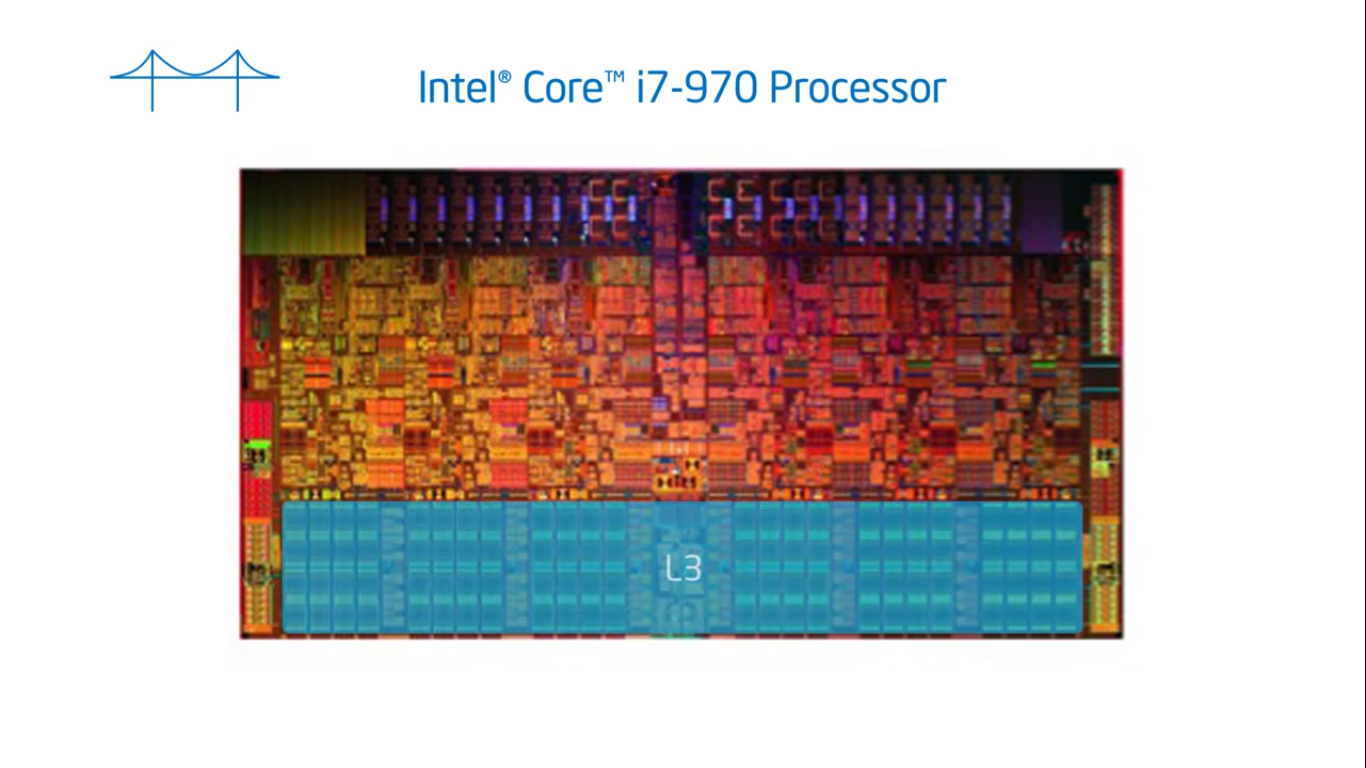 Intel® Core™ i7-970 Processor
L3